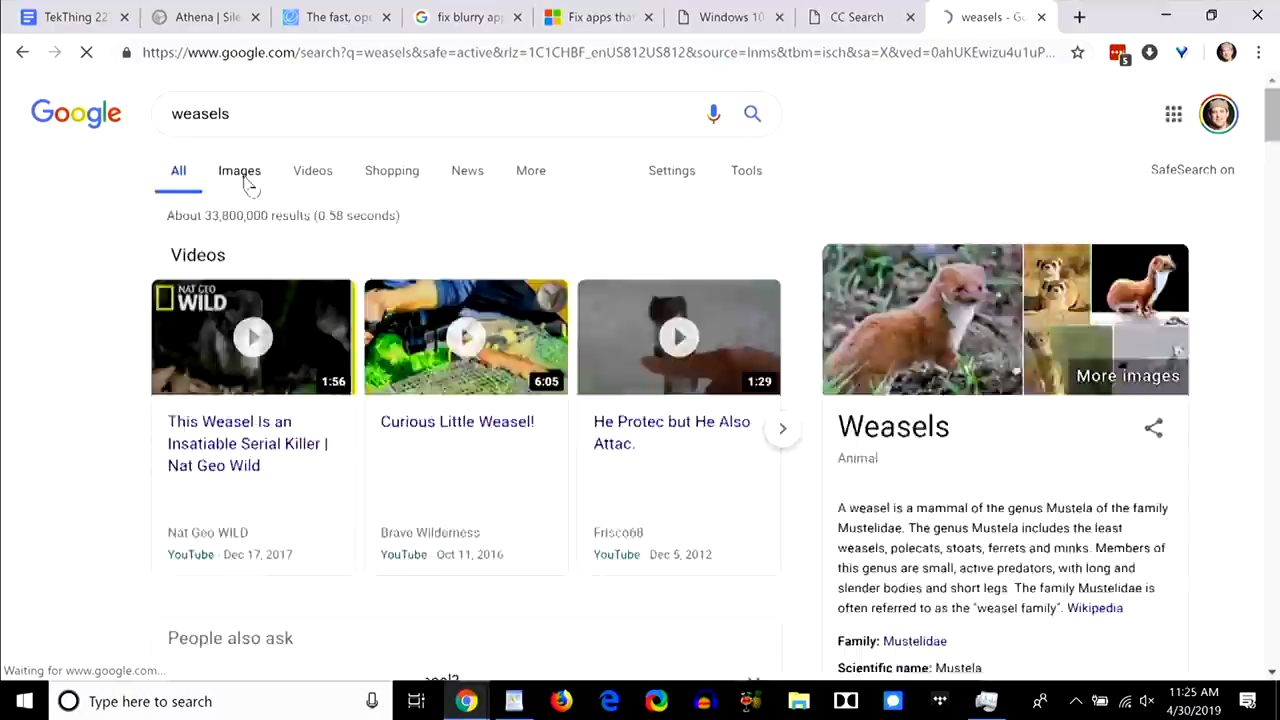 TekThing 22
Athena | Sile
The fast, op
fix blurry ap
Fix apps tha
Windows 10
CC Search
weasels - G
https://www.google.com/search?q=weasels&safe=active&rlz=1C1CHBF_enUS812US812&source=lnms&tbm=isch&sa=X&ved=0ahUKEwizu4u1uP...
5
Google
weasels
All Images Videos Shopping News More Settings Tools
SafeSearch on
About 33,800,000 results (0.58 seconds)
Videos
NAT GEO
WILD
1:56
6:05
1:29
More images
This Weasel Is an
Insatiable Serial Killer |
Nat Geo Wild
Nat Geo WILD
YouTube · Dec 17, 2017
Curious Little Weasel!
Brave Wilderness
YouTube Oct 11, 2016
He Protec but He Also
Attac.
Frisco68
YouTube Dec 5, 2012
Weasels
Animal
A weasel is a mammal of the genus Mustela of the family
Mustelidae. The genus Mustela includes the least
weasels, polecats, stoats, ferrets and minks. Members of
this genus are small, active predators, with long and
slender bodies and short legs. The family Mustelidae is
often referred to as the "weasel family". Wikipedia
Family: Mustelidae
Scientific name: Mustela
People also ask
Waiting for www.google.com...
Type here to search
11:25 AM
4/30/2019